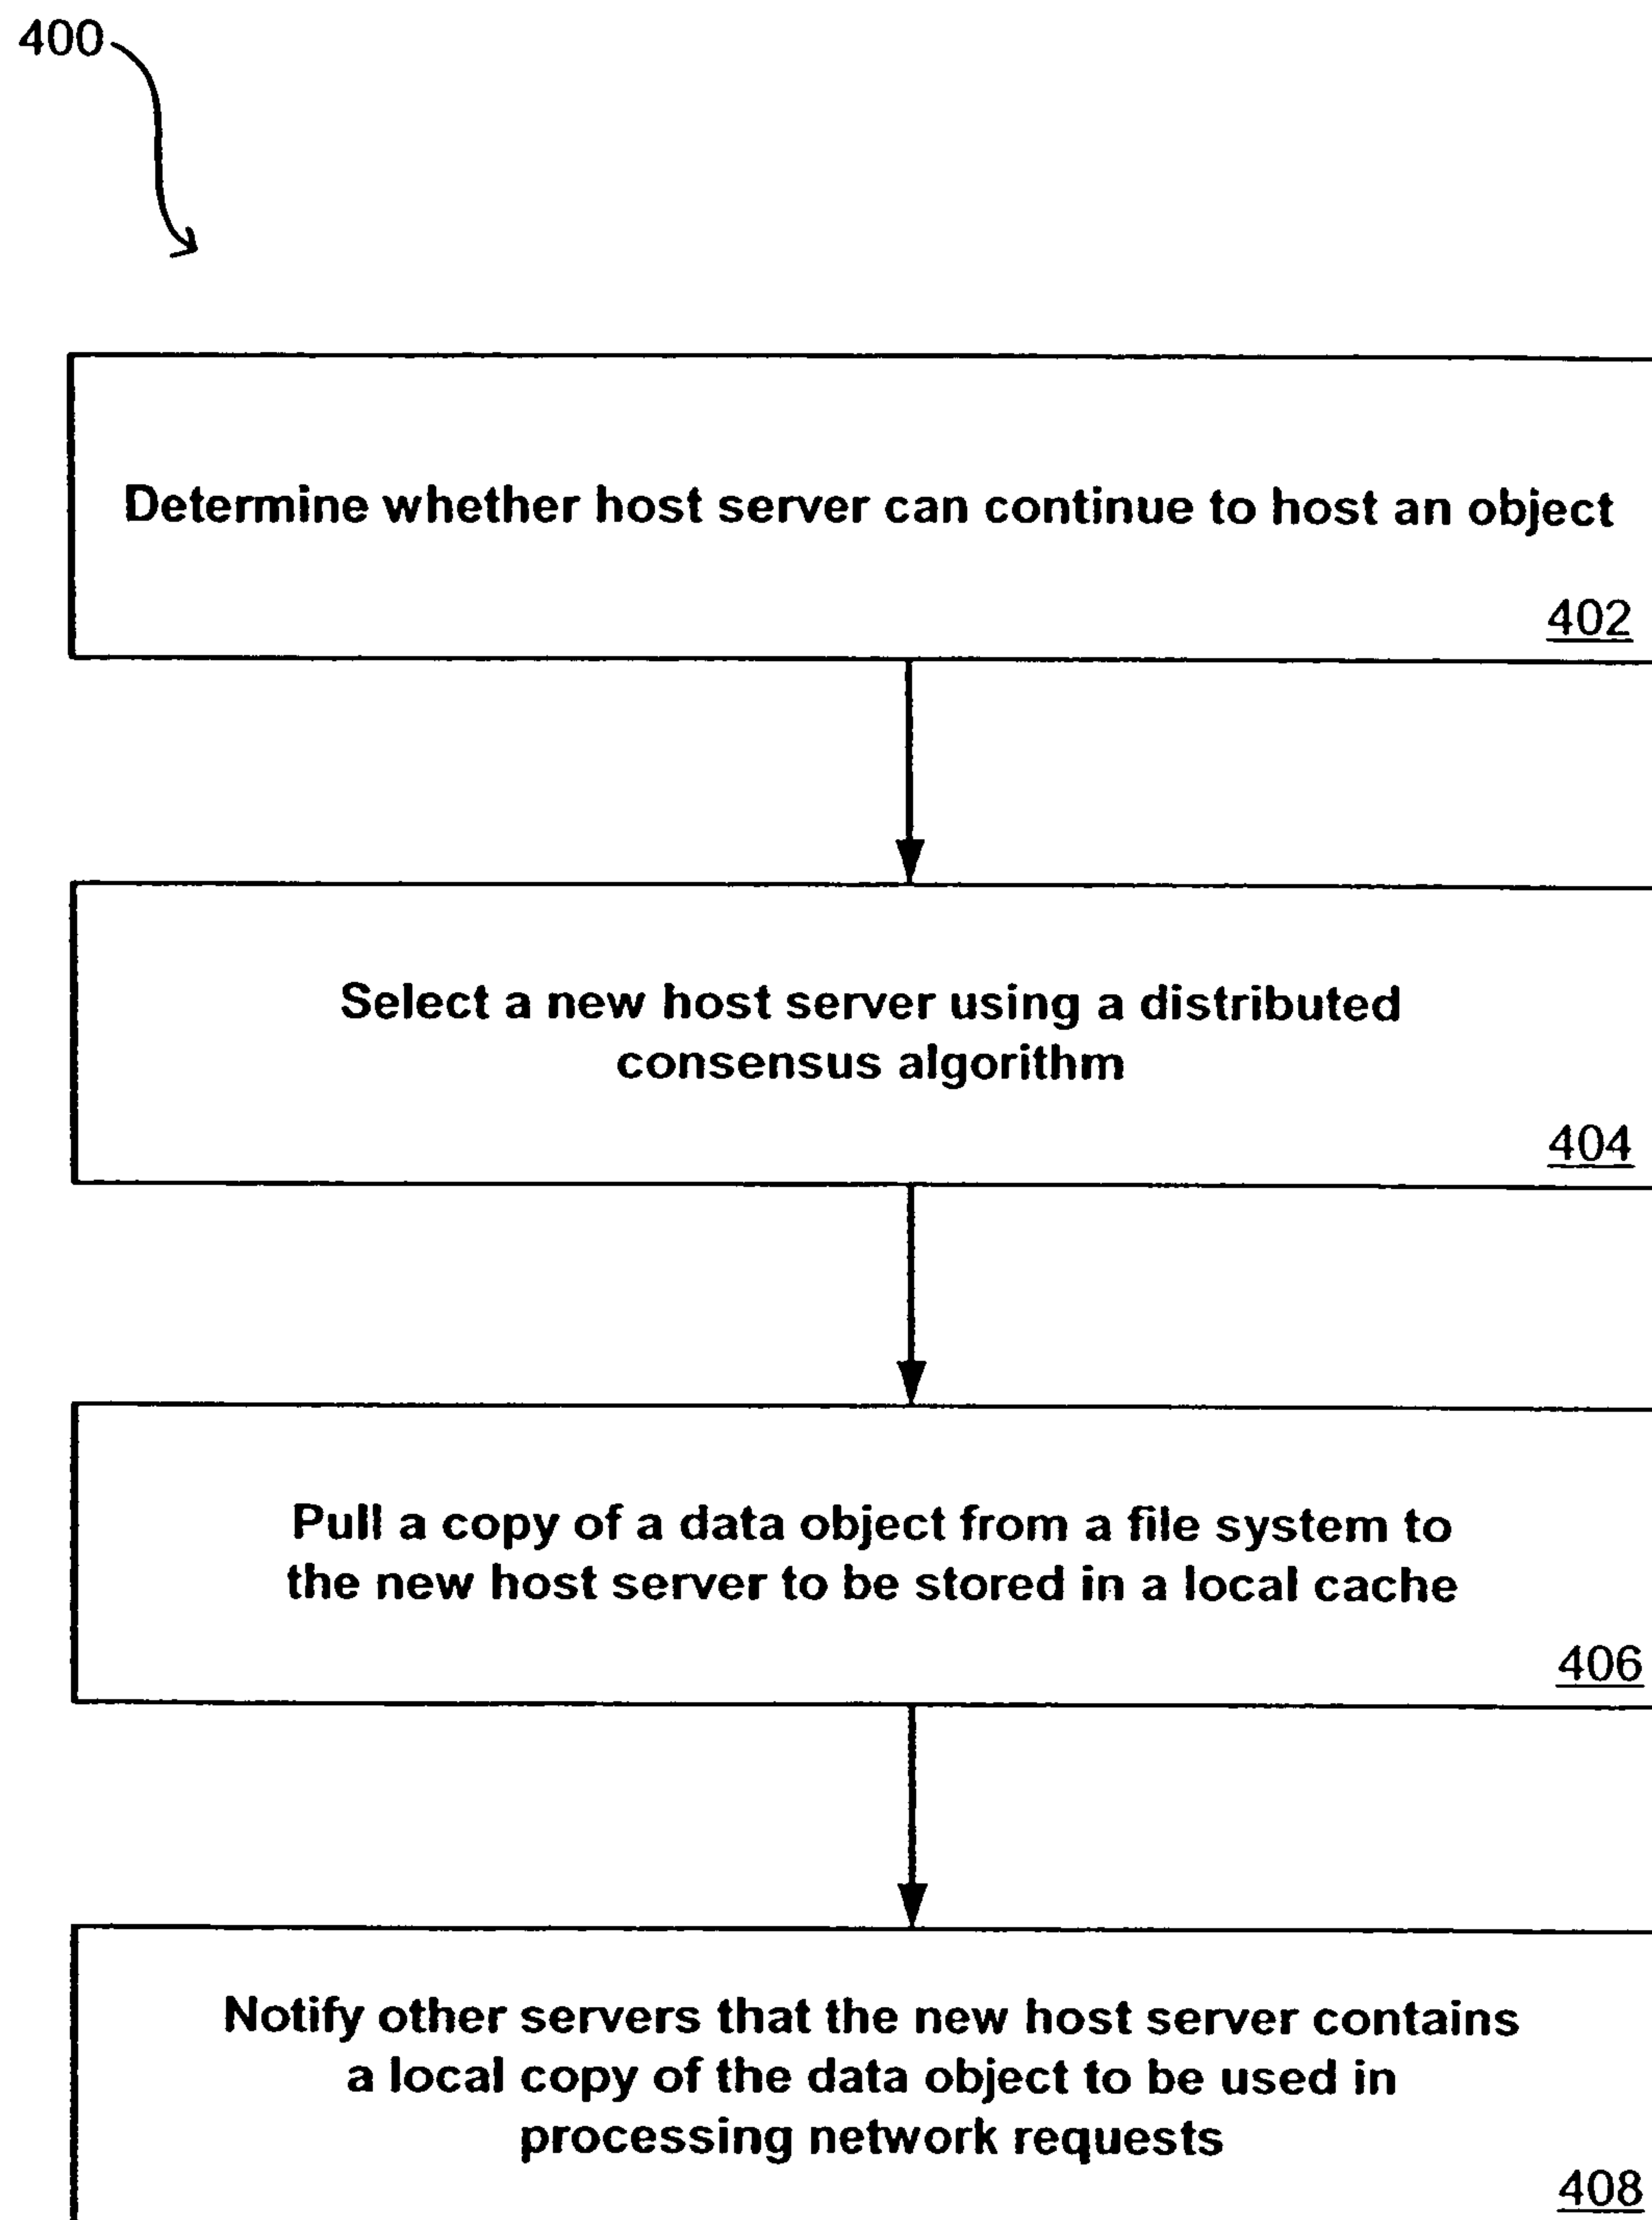 400
Determine whether host server can continue to host an object
402
Select a new host server using a distributed
consensus algorithm
404
Pull a copy of a data object from a file system to
the new host server to be stored in a local cache
406
Notify other servers that the new host server contains
a local copy of the data object to be used in
processing network requests
408